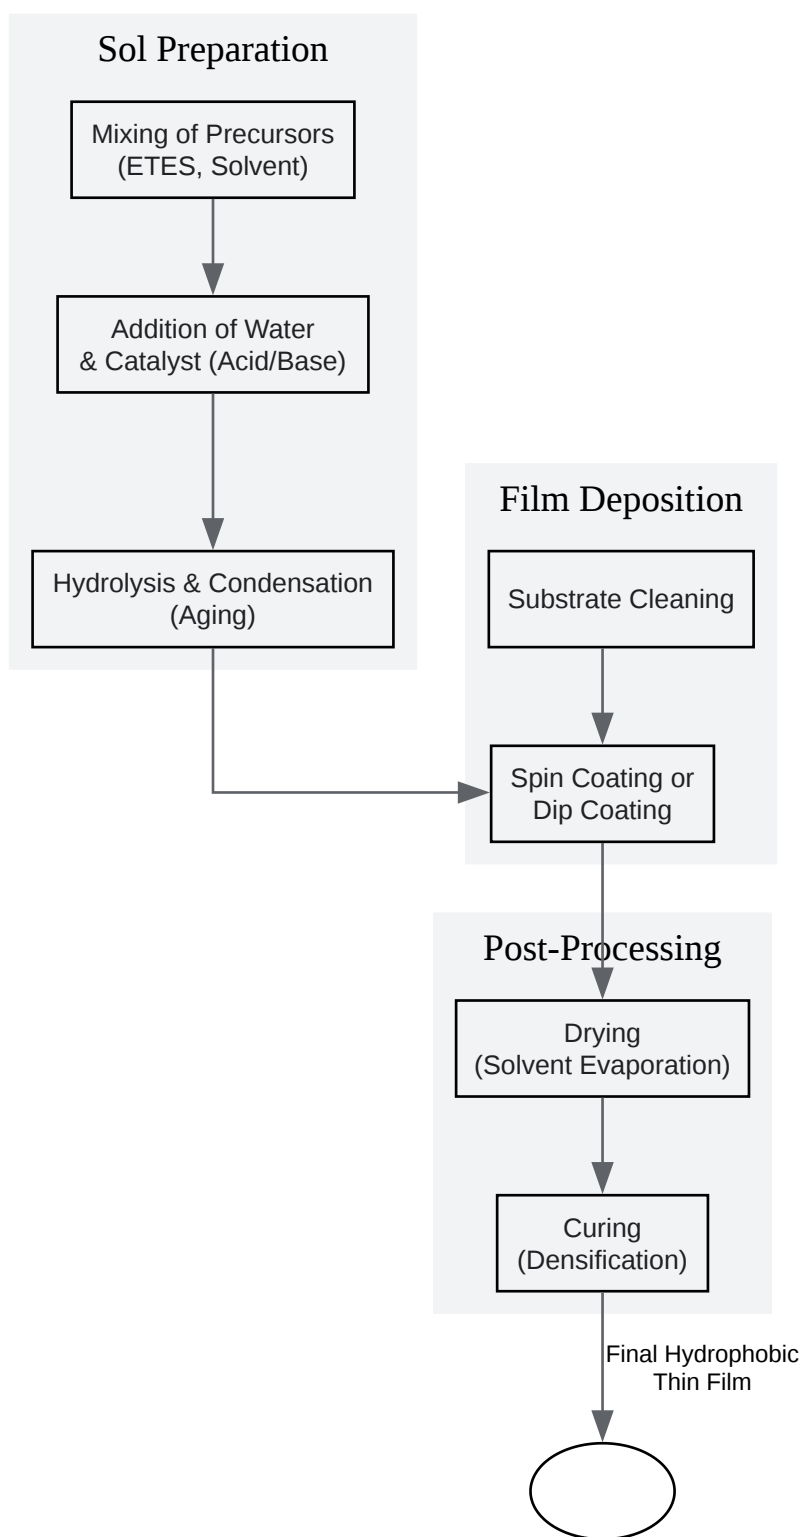 Sol Preparation
Mixing of Precursors
(ETES, Solvent)
Addition of Water
& Catalyst (Acid/Base)
Hydrolysis & Condensation
(Aging)
Film Deposition
Substrate Cleaning
Spin Coating or
Dip Coating
Post-Processing
Drying
(Solvent Evaporation)
Curing
(Densification)
Final Hydrophobic
Thin Film